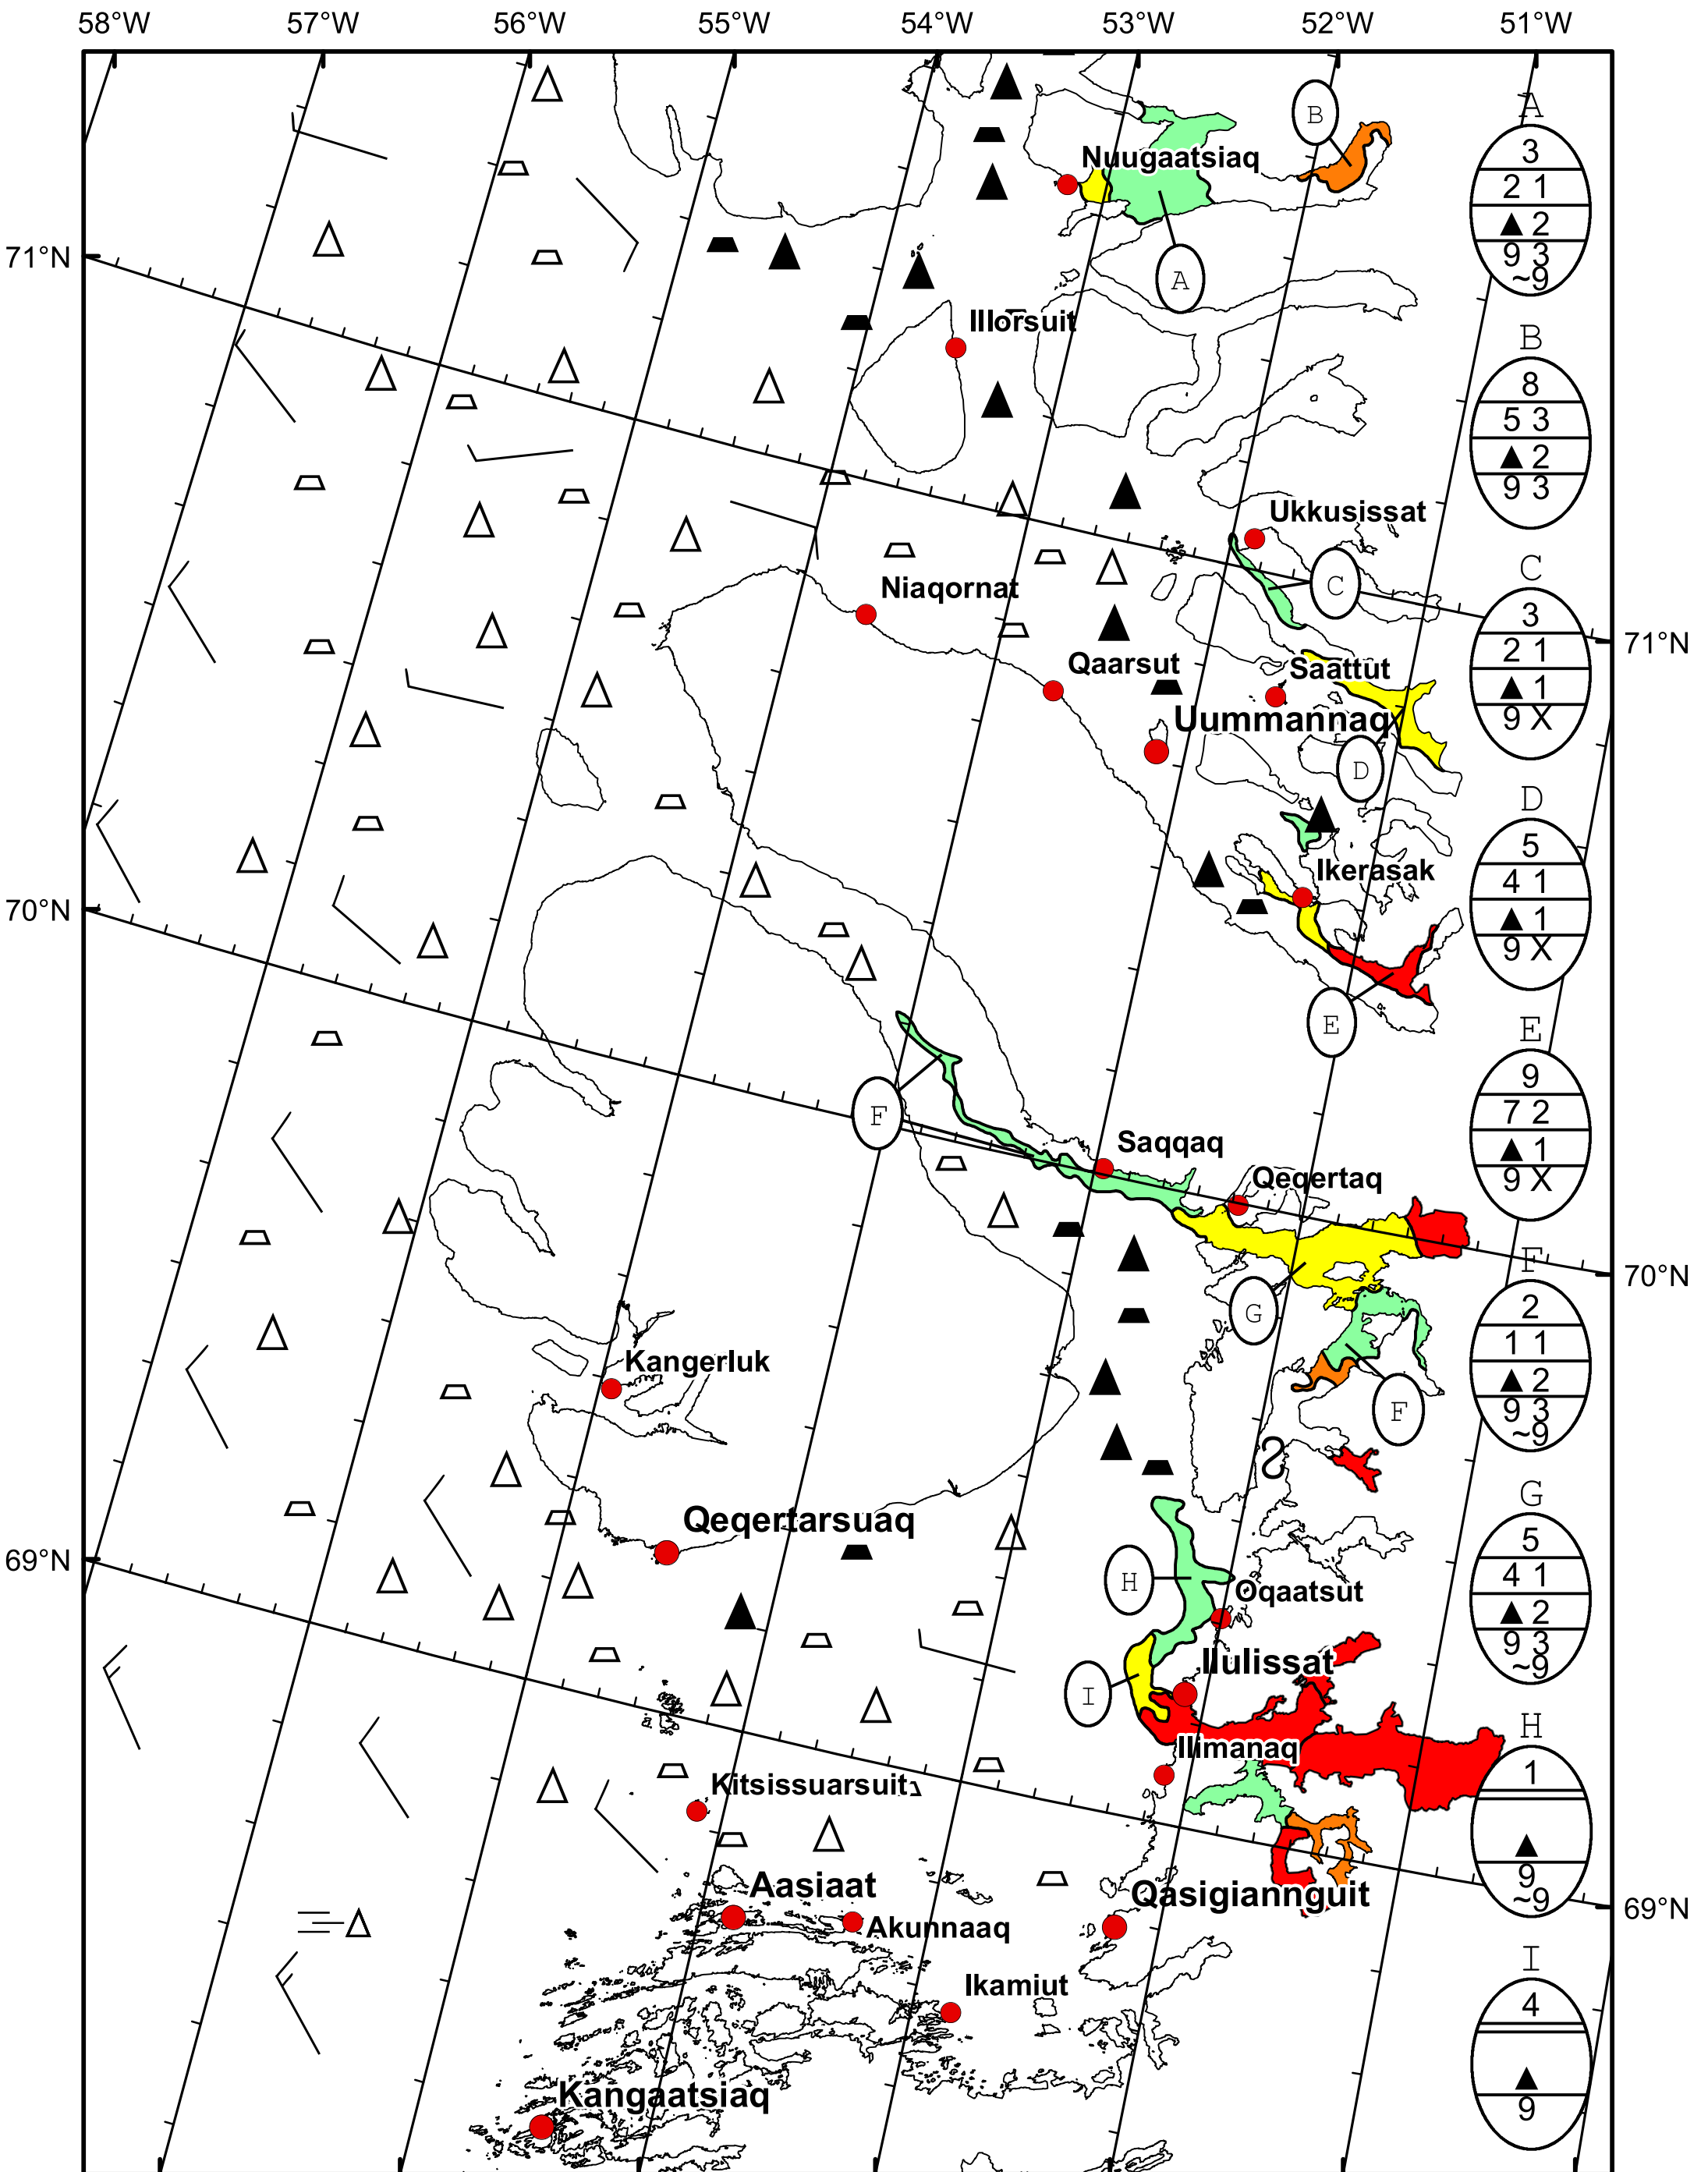 58°W 57°W 56°W 55°W 54°W 53°W 52°W 51°W
A
3
2 1
▲ 2
9 3
~9
B
Nuugaatsiaq
71°N
A
Illorsuit
B
8
5 3
▲ 2
9 3
Ukkusissat
C
C
3
2 1
▲ 1
9 X
Niaqornat
71°N
Qaarsut
Saattut
Uummannaq
D
D
5
4 1
▲ 1
9 X
Ikerasak
70°N
E
E
9
7 2
▲ 1
9 X
F
Saqqaq
Qeqertaq
70°N
G
F
2
1 1
▲ 2
9 3
~9
Kangerluk
F
G
5
4 1
▲ 2
9 3
~9
Qeqertarsuaq
69°N
H
Oqaatsut
Ilulissat
I
H
1
▲
9
~9
Ilimanaq
Kitsissuarsuit
Aasiaat
Qasigiannguit
69°N
Akunnaaq
Ikamiut
I
4
▲
9
Kangaatsiaq